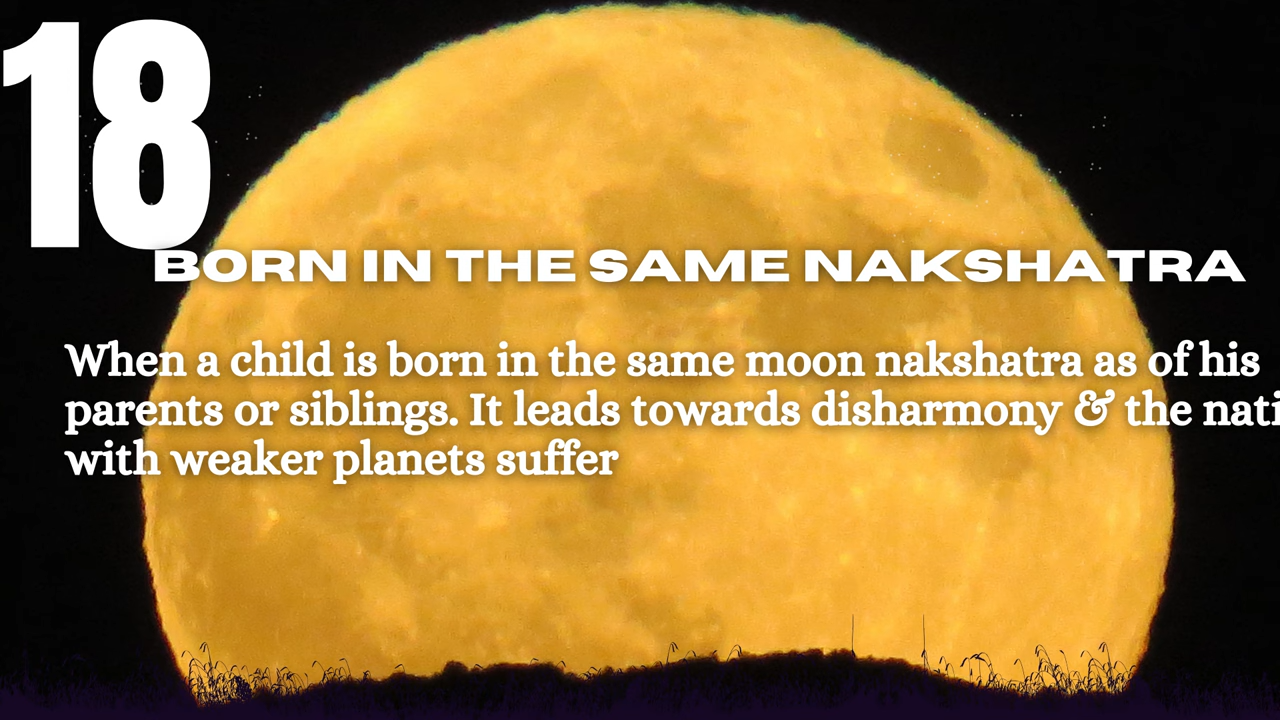 18
BORN IN THE SAME NAKSHATRA
When a child is born in the same moon nakshatra as of his
parents or siblings. It leads towards disharmony & the
with weaker planets suffer